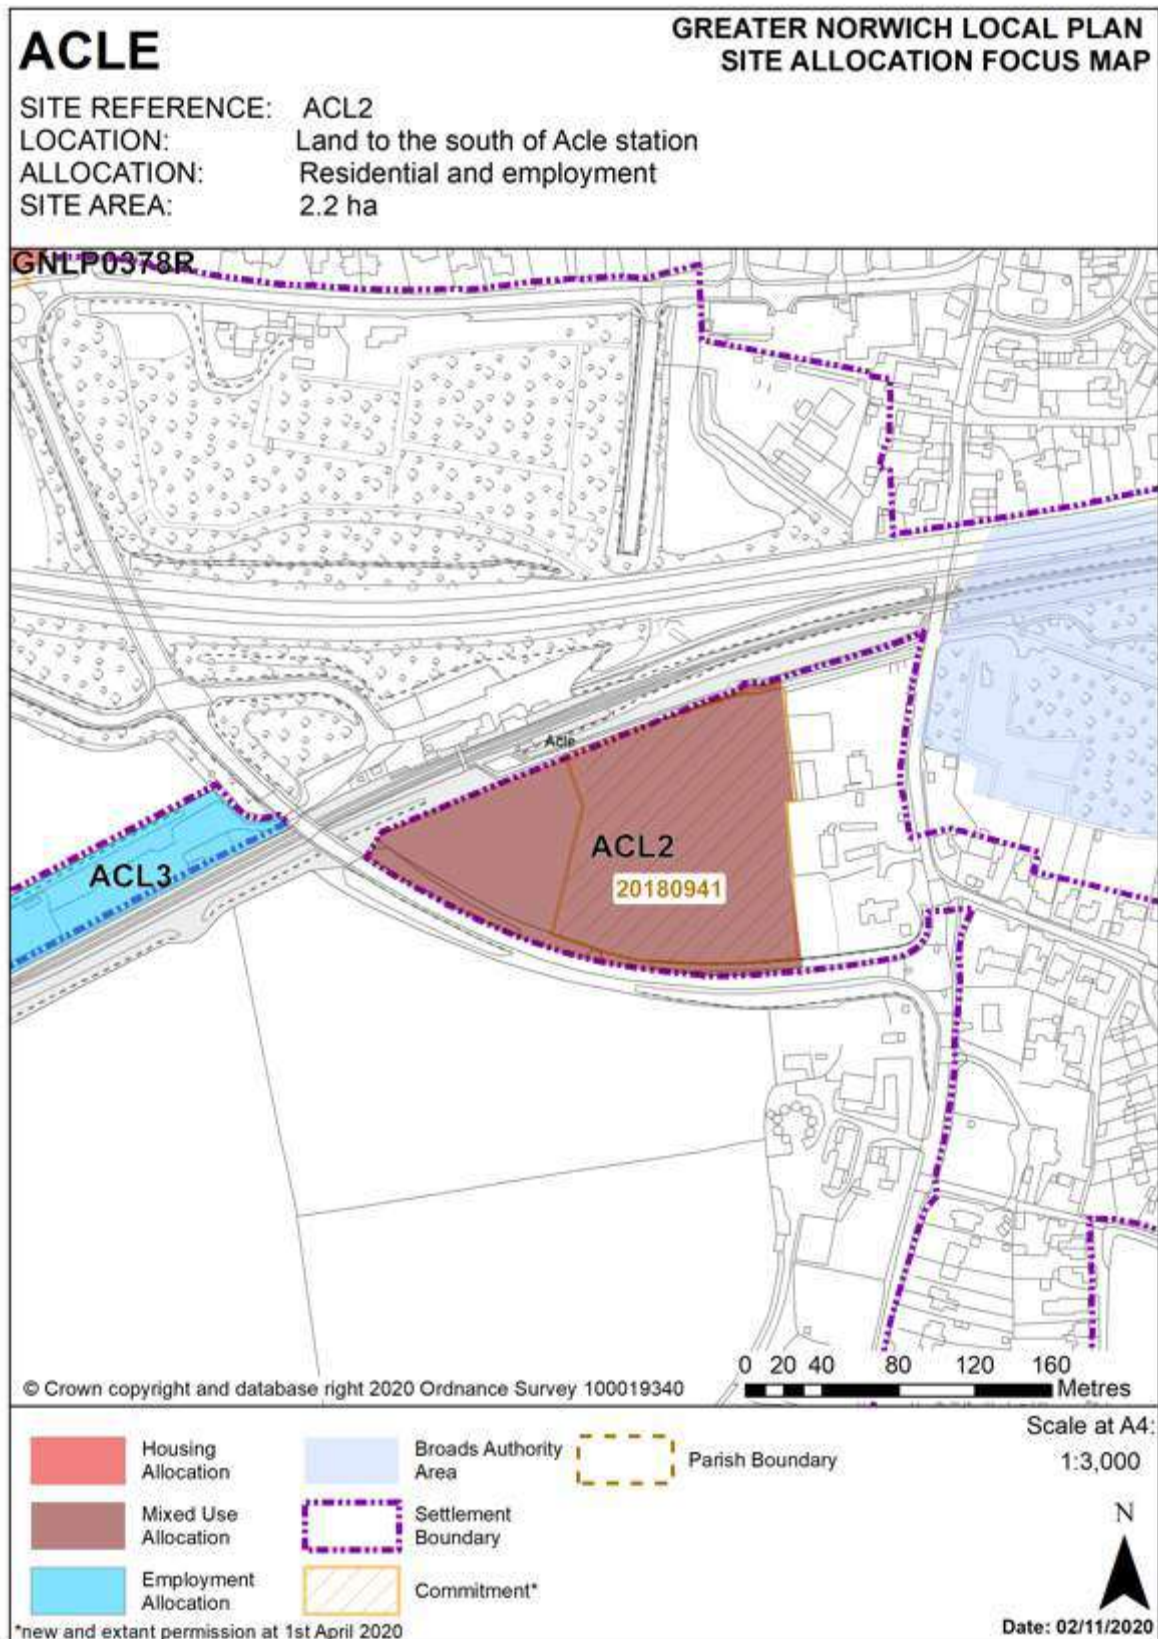 ACLE
GREATER NORWICH LOCAL PLAN
SITE ALLOCATION FOCUS MAP
SITE REFERENCE: ACL2
LOCATION: Land to the south of Acle station
ALLOCATION: Residential and employment
SITE AREA: 2.2 ha
GNLP0378R
Acle
ACL2
20180941
ACL3
0 20 40 80 120 160
Metres
© Crown copyright and database right 2020 Ordnance Survey 100019340
Housing
Allocation
Mixed Use
Allocation
Employment
Allocation
Broads Authority
Area
Settlement
Boundary
Commitment*
Parish Boundary
Scale at A4:
1:3,000
N
*new and extant permission at 1st April 2020
Date: 02/11/2020